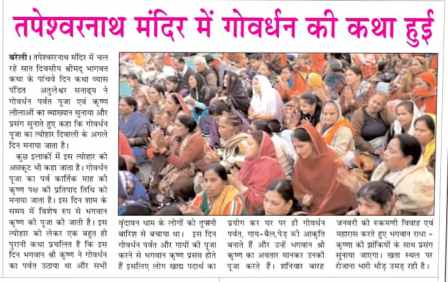 तपेश्वरनाथ मंदिर में गोवर्धन की कथा हुई
बरेली। तपेश्वरनाथ मंदिर में चल
रहे सात दिवसीय श्रीमद् भागवत
कथा के पांचवे दिन कथा व्यास
पंडित अतुलेश्वर सनाढ्य ने
गोवर्धन पर्वत पूजा एवं कृष्ण
लीलाओं का व्याख्यान सुनाया और
प्रसंग सुनाते हुए कहा कि गोवर्धन
पूजा का त्योहार दिवाली के अगले
दिन मनाया जाता है।
कुछ इलाकों में इस त्योहार को
अन्नकूट भी कहा जाता है। गोवर्धन
पूजा का पर्व कार्तिक माह की
कृष्ण पक्ष की प्रतिपाद तिथि को
मनाया जाता है। इस दिन शाम के
समय में विशेष रुप से भगवान
कृष्ण की पूजा की जाती है। इस
त्योहार को लेकर एक बहुत ही
पुरानी कथा प्रचलित है कि इस
दिन भगवान श्री कृष्ण ने गोवर्धन
का पर्वत उठाया था और सभी
वृंदावन धाम के लोगों को तूफानी
बारिश से बचाया था। इस दिन
गोवर्धन पर्वत और गायों की पूजा
करने से भगवान कृष्ण प्रसन्न होते
हैं इसलिए लोग खाद्य पदार्थ का
प्रयोग कर घर पर ही गोवर्धन
पर्वत, गाय-बैल,पेड़ की आकृति
बनाते हैं और उन्हें भगवान श्री
कृष्ण का अवतार मानकर उनकी
पूजा करते हैं। शनिवार बारह
जनवरी को रुकमणी विवाह एवं
महारास करते हुए भगवान राधा -
कृष्ण की झांकियों के साथ प्रसंग
सुनाया जाएगा। कथा स्थल पर
रोजाना भारी भीड़ उमड़ रही है।